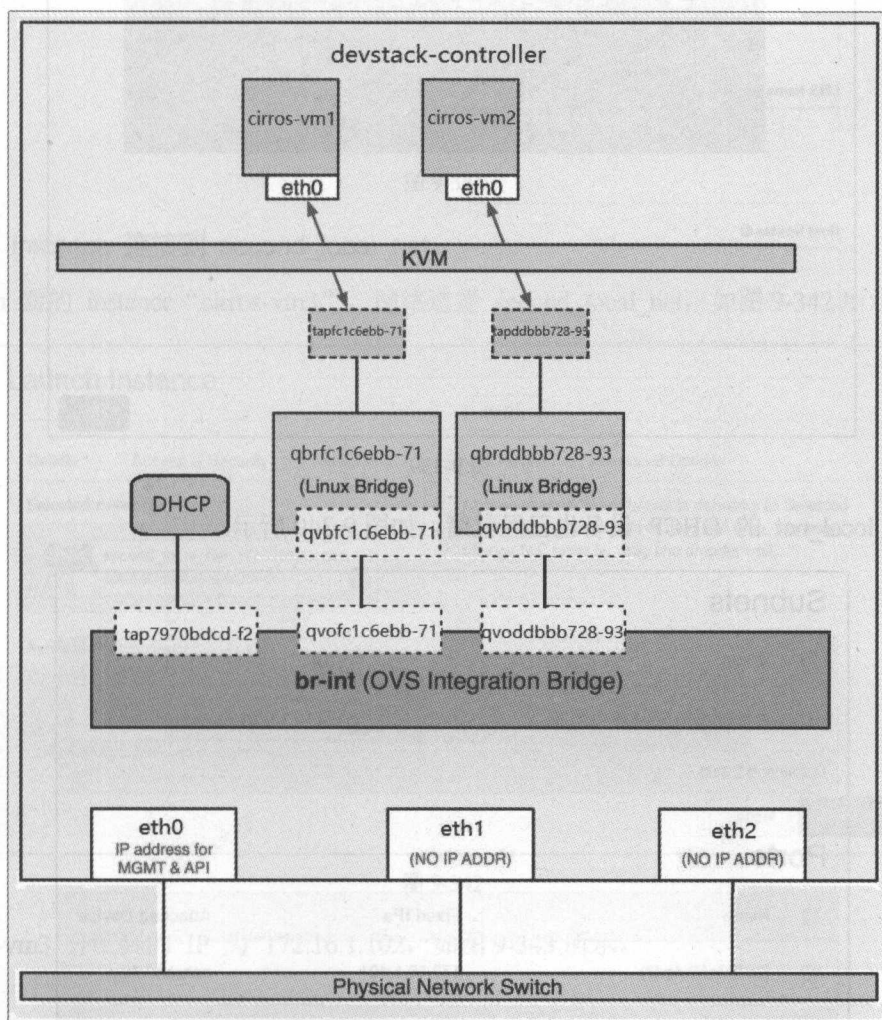 devstack-controller
cirros-vm1
cirros-vm2
eth0
eth0
KVM
tapfc1c6ebb-71
tapddbbb728-93
qbrfc1c6ebb-71
(Linux Bridge)
qbrddbbb728-93
(Linux Bridge)
DHCP
qvbfc1c6ebb-71
qvbddbbb728-93
tap7970bdcd-f2
qvofc1c6ebb-71
qvoddbbb728-93
br-int (OVS Integration Bridge)
eth0
IP address for
MGMT & API
eth1
(NO IP ADDR)
eth2
(NO IP ADDR)
Physical Network Switch